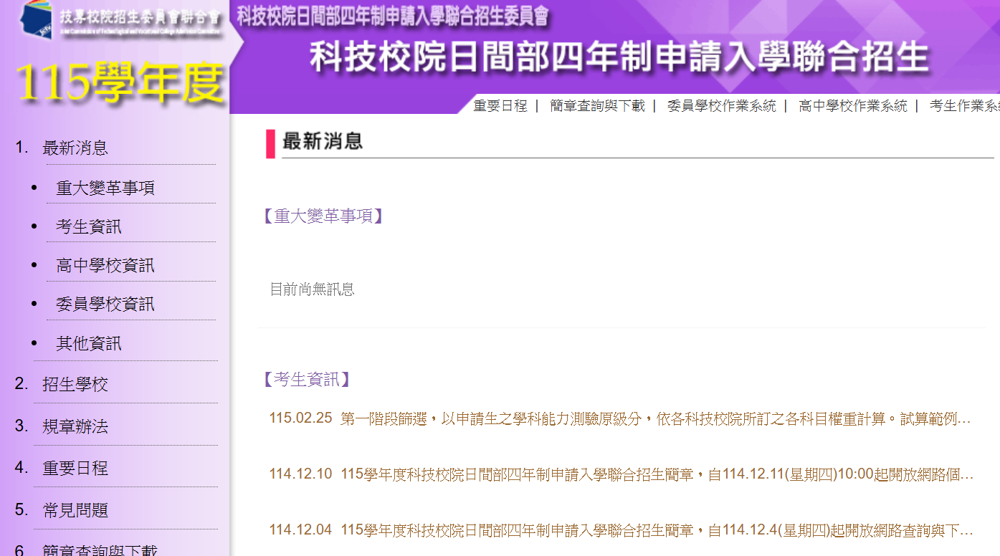 技專校院招生委員會聯合會
Joint Commission of Technological and Vocational College Admission Committee
115學年度
科技校院日間部四年制申請入學聯合招生委員會
科技校院日間部四年制申請入學聯合招生
重要日程 | 簡章查詢與下載 | 委員學校作業系統 | 高中學校作業系統 | 考生作業系
1. 最新消息
• 重大變革事項
• 考生資訊
• 高中學校資訊
• 委員學校資訊
• 其他資訊
2. 招生學校
3. 規章辦法
4. 重要日程
5. 常見問題
6. 簡章查詢與下載
最新消息
【重大變革事項】
目前尚無訊息
【考生資訊】
115.02.25 第一階段篩選，以申請生之學科能力測驗原級分，依各科技校院所訂之各科目權重計算。試算範例...
114.12.10 115學年度科技校院日間部四年制申請入學聯合招生簡章，自114.12.11(星期四)10:00起開放網路個...
114.12.04 115學年度科技校院日間部四年制申請入學聯合招生簡章，自114.12.4(星期四)起開放網路查詢與下...